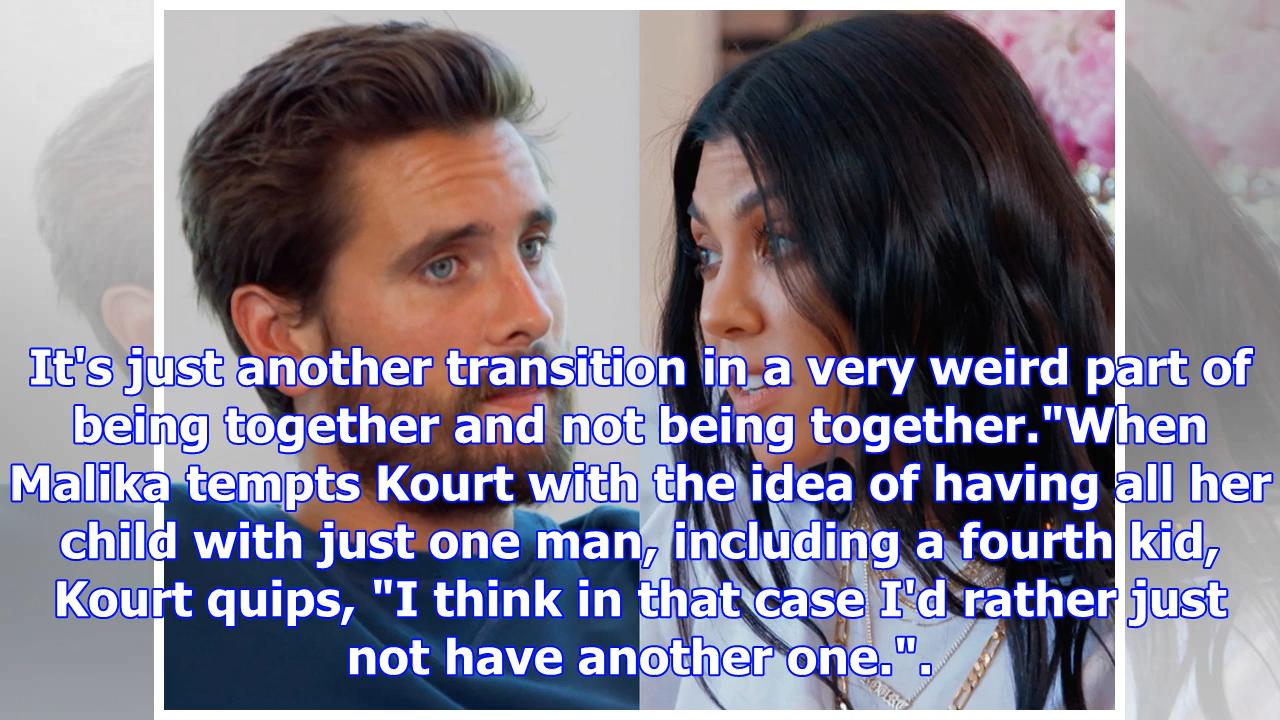 It's just another transition in a very weird part of
being together and not being together."When
Malika tempts Kourt with the idea of having all her
child with just one man, including a fourth kid,
Kourt quips, "I think in that case I'd rather just
not have another one.".